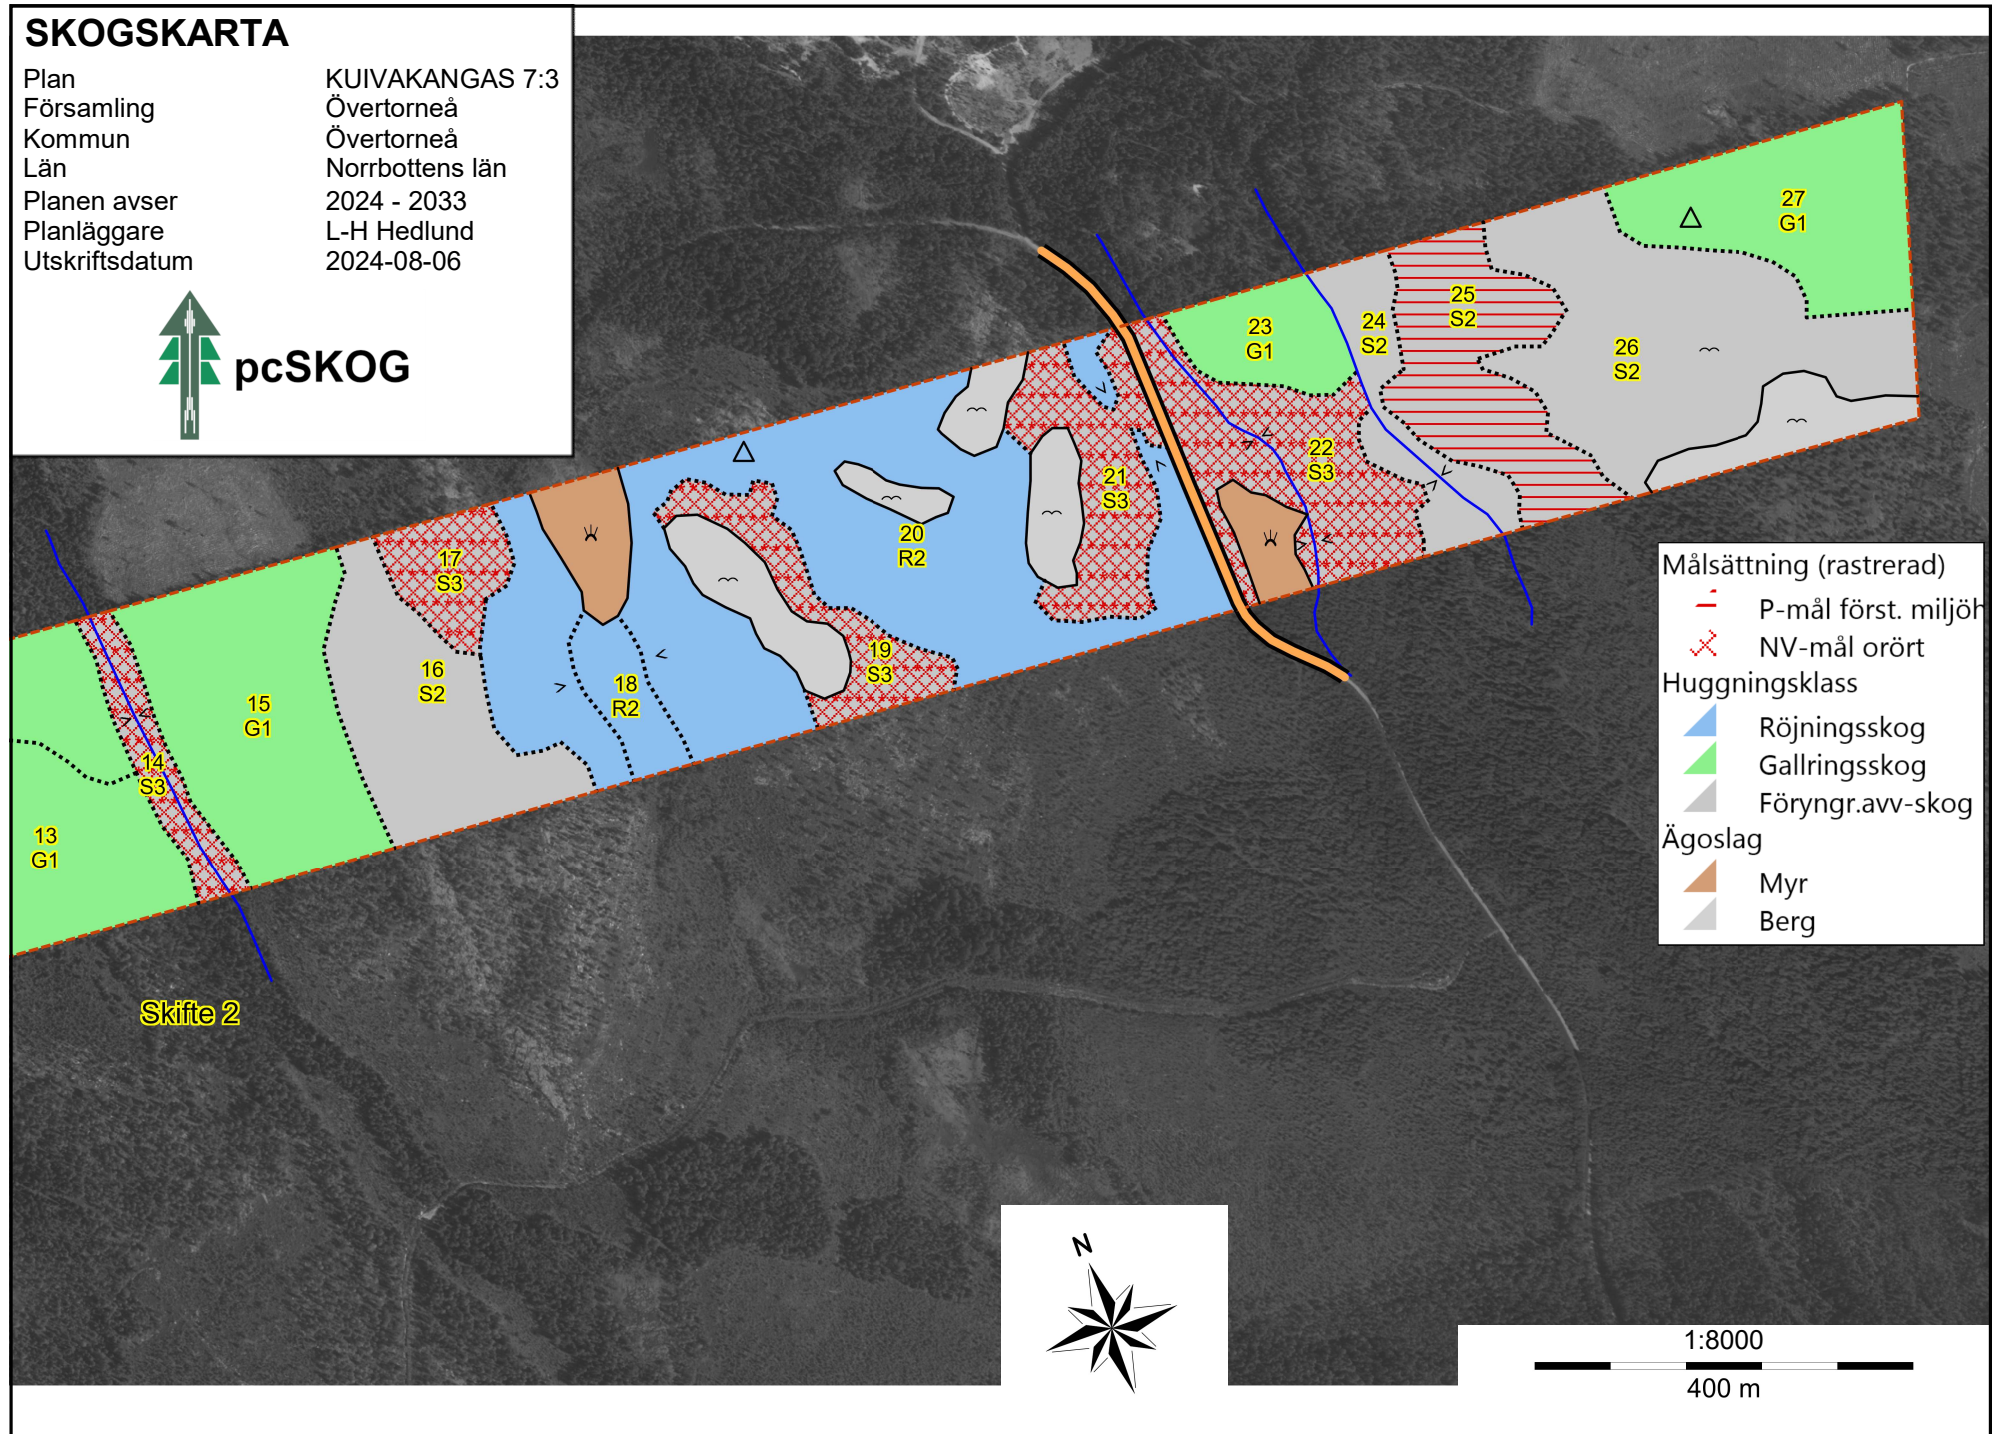 SKOGSKARTA
Plan KUIVAKANGAS 7:3
Församling Övertorneå
Kommun Övertorneå
Län Norrbottens län
Planen avser 2024 - 2033
Planläggare L-H Hedlund
Utskriftsdatum 2024-08-06
pcSKOG
27
G1
25
S2
24
S2
23
G1
26
S2
22
S3
21
S3
20
R2
17
S3
19
S3
16
S2
18
R2
15
G1
14
S3
13
G1
Skifte 2
Målsättning (rastrerad)
P-mål först. miljöh
NV-mål orört
Huggningsklass
Röjningsskog
Gallringsskog
Föryngr.avv-skog
Ägoslag
Myr
Berg
N
1:8000
400 m